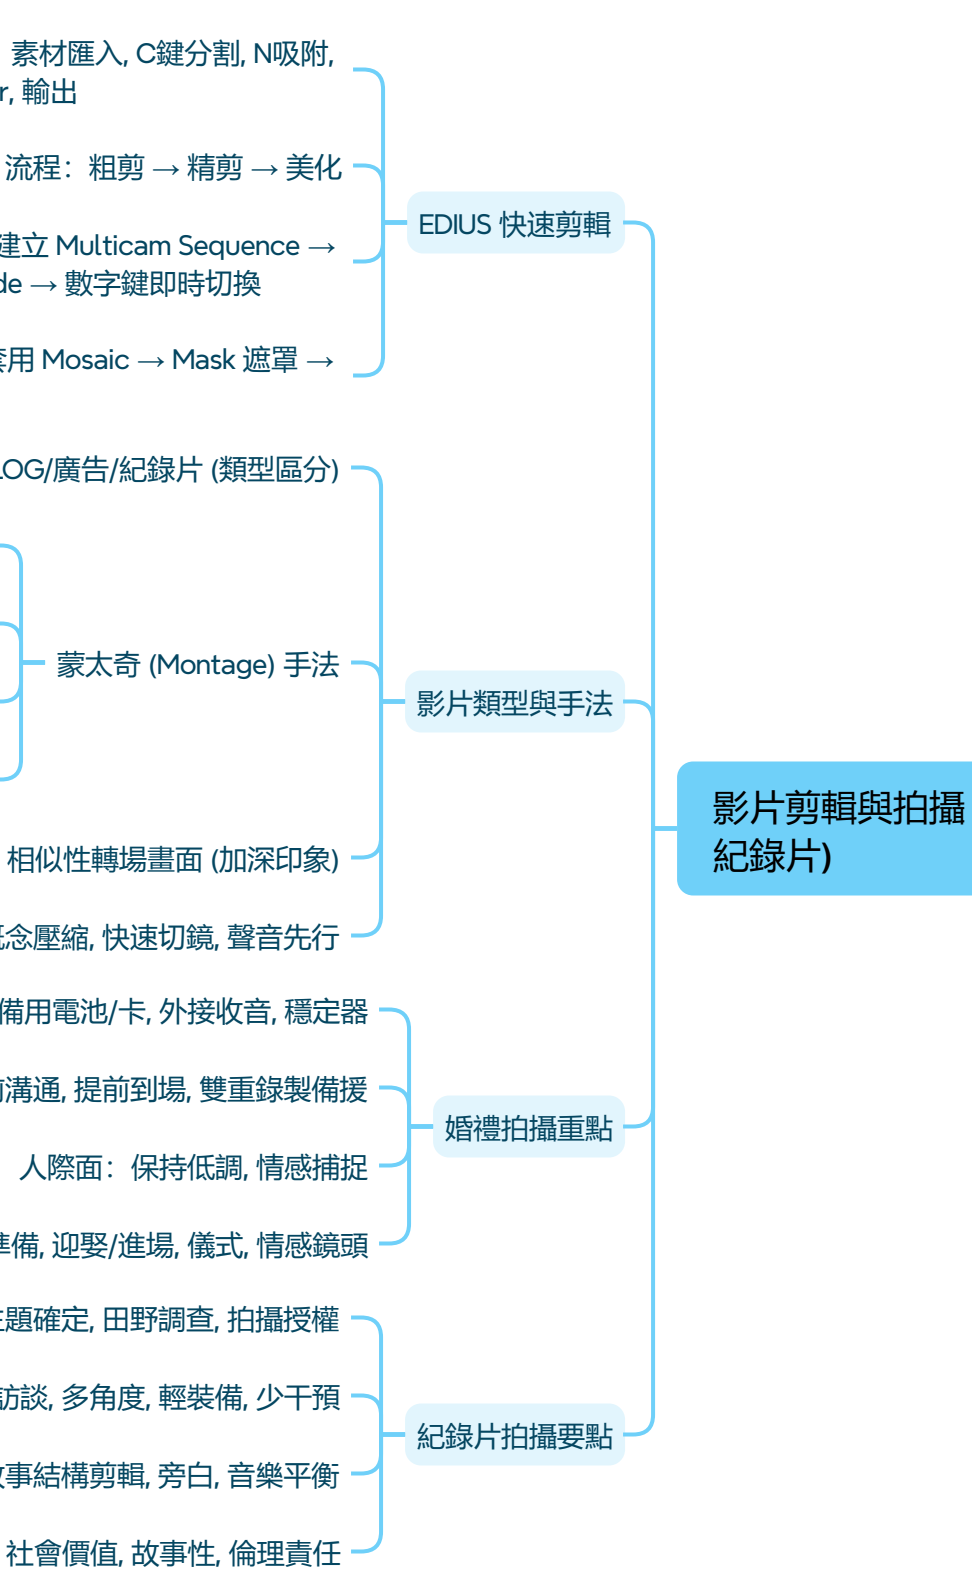 素材匯入, C鍵分割, N吸附,
r, 輸出
流程：粗剪 → 精剪 → 美化
建立 Multicam Sequence →
de → 數字鍵即時切換
套用 Mosaic → Mask 遮罩 →
EDIUS 快速剪輯
LOG/廣告/紀錄片 (類型區分)
蒙太奇 (Montage) 手法
相似性轉場畫面 (加深印象)
概念壓縮, 快速切鏡, 聲音先行
影片類型與手法
備用電池/卡, 外接收音, 穩定器
前溝通, 提前到場, 雙重錄製備援
人際面：保持低調, 情感捕捉
準備, 迎娶/進場, 儀式, 情感鏡頭
婚禮拍攝重點
主題確定, 田野調查, 拍攝授權
訪談, 多角度, 輕裝備, 少干預
故事結構剪輯, 旁白, 音樂平衡
社會價值, 故事性, 倫理責任
紀錄片拍攝要點
影片剪輯與拍攝
紀錄片)